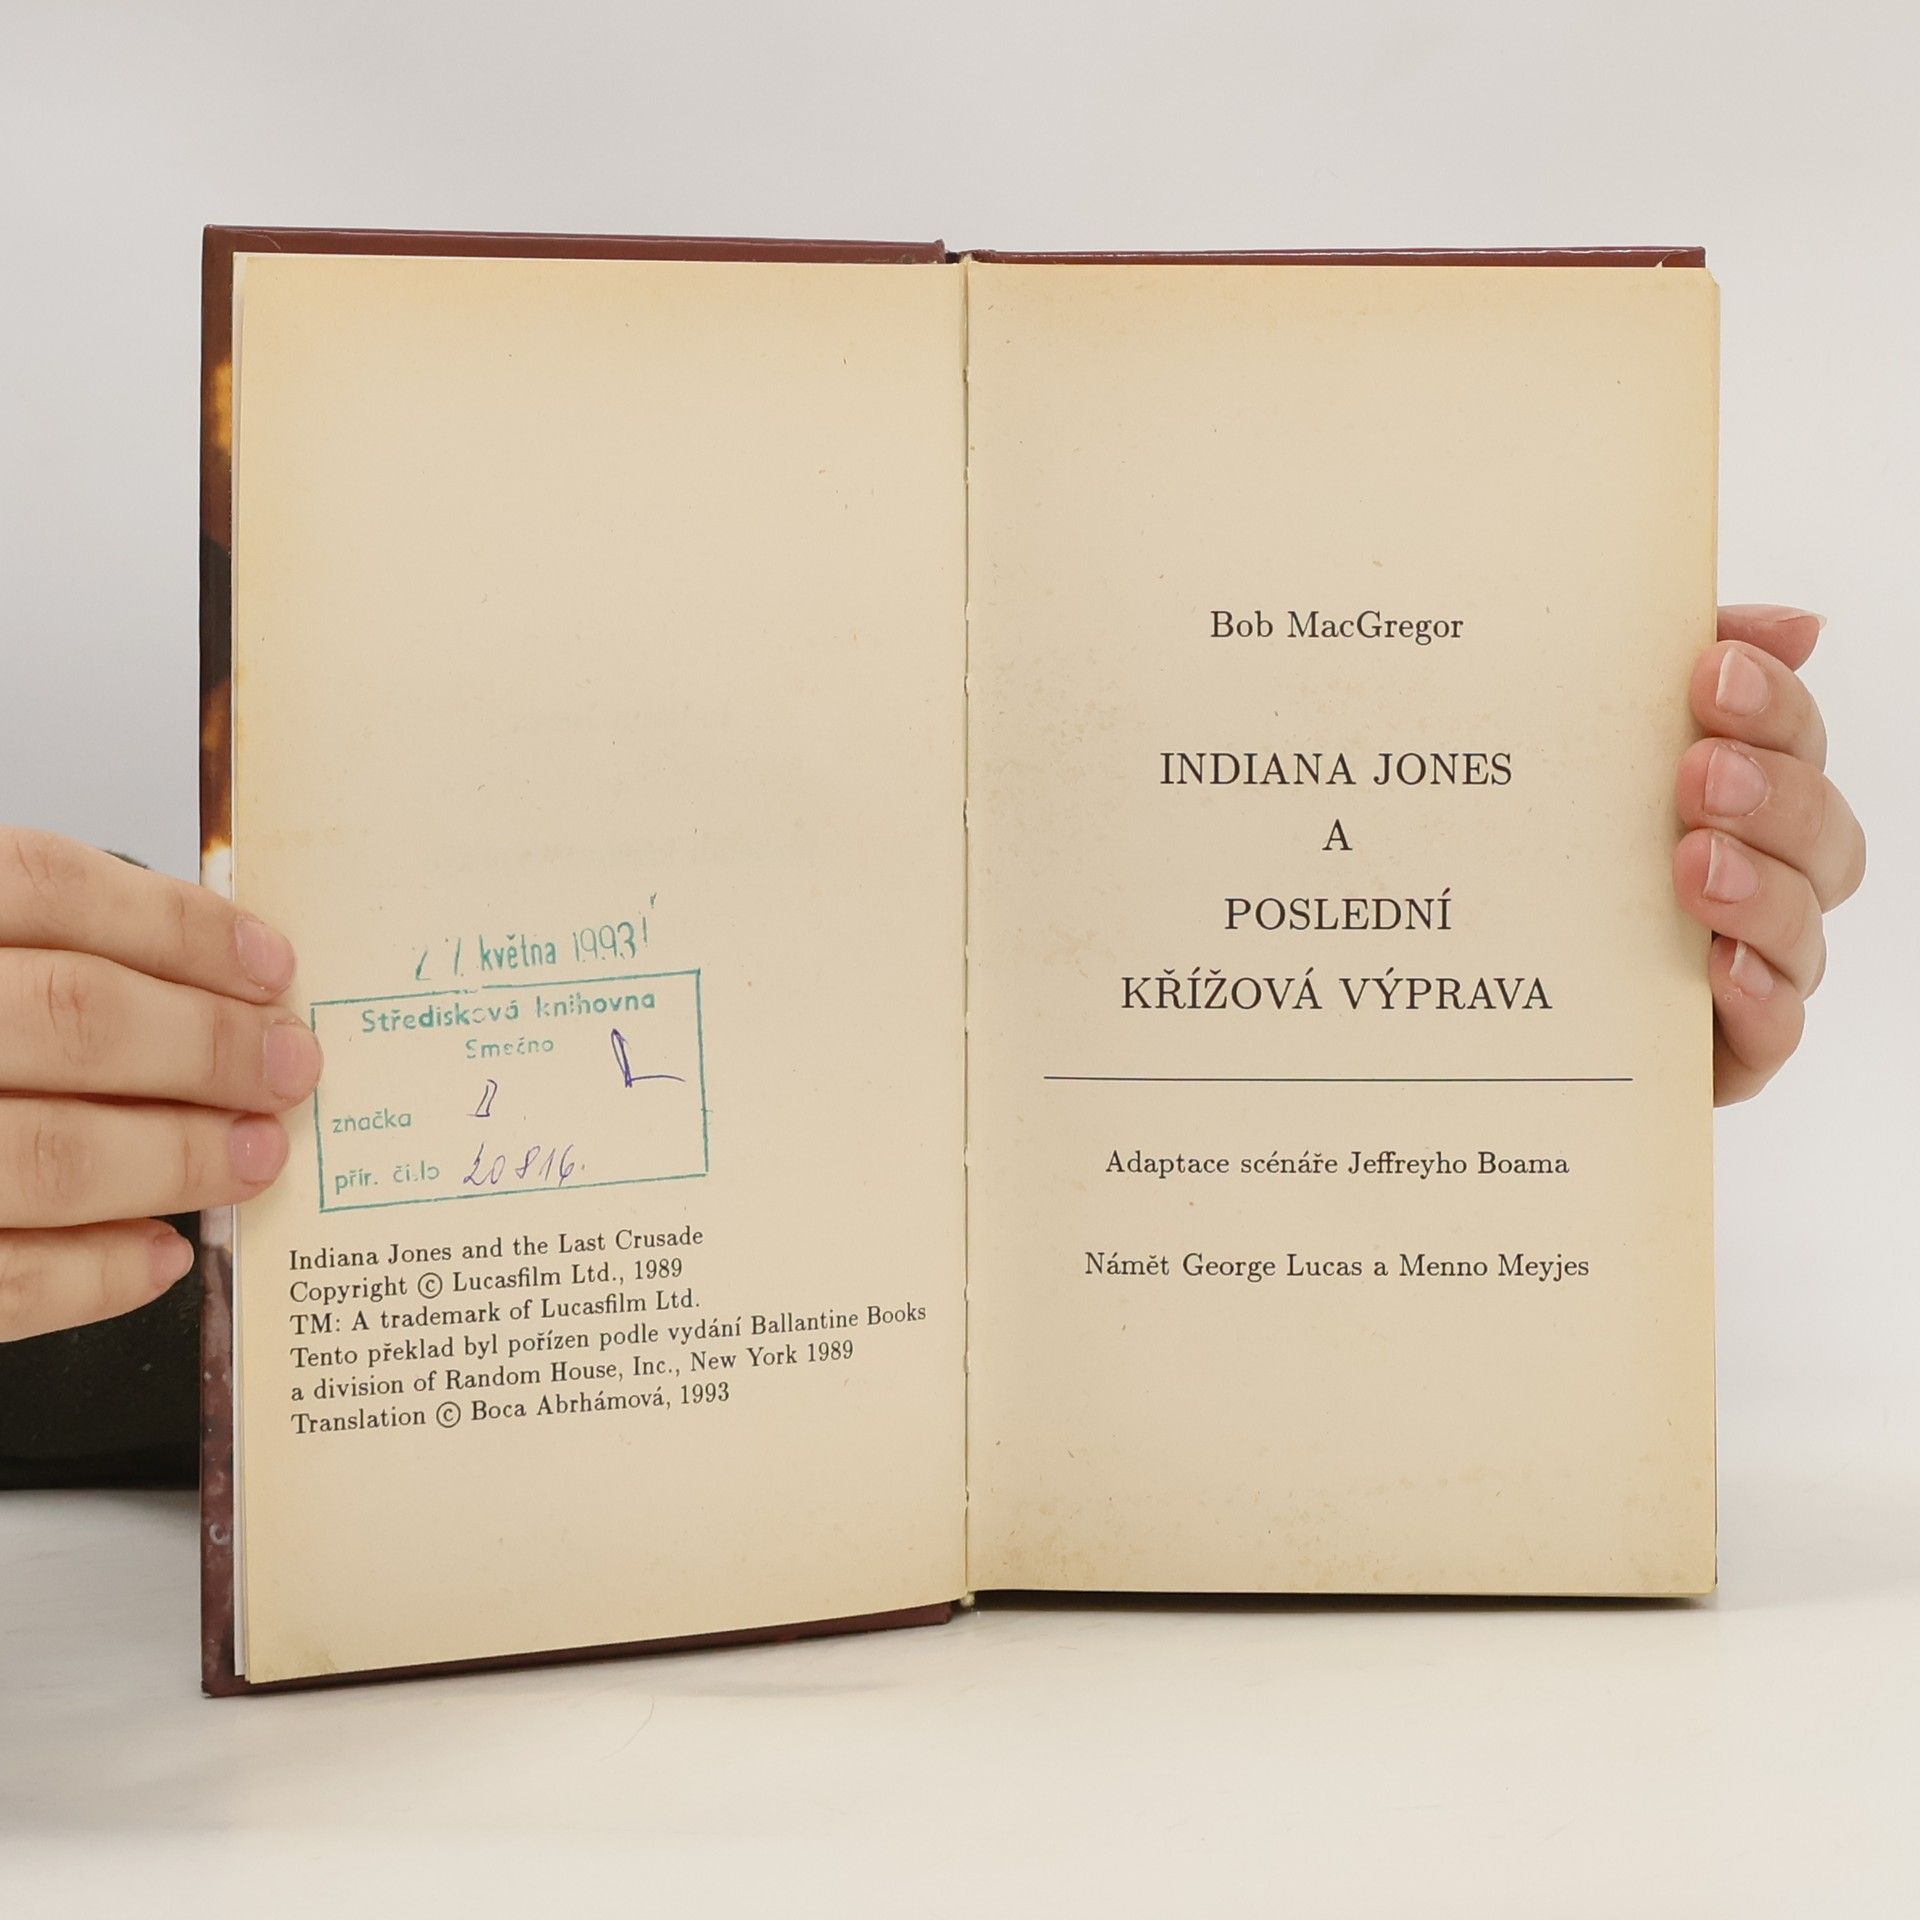 května 1993
Středisková knihovna
Smečno
značka
přír. číslo 20816.
Indiana Jones and the Last Crusade
Copyright © Lucasfilm Ltd., 1989
TM: A trademark of Lucasfilm Ltd.
Tento překlad byl pořízen podle vydání Ballantine Books
a division of Random House, Inc., New York 1989
Translation © Boca Abrhámová, 1993
Bob MacGregor
INDIANA JONES
A
POSLEDNÍ
KŘÍŽOVÁ VÝPRAVA
Adaptace scénáře Jeffreyho Boama
Námět George Lucas a Menno Meyjes